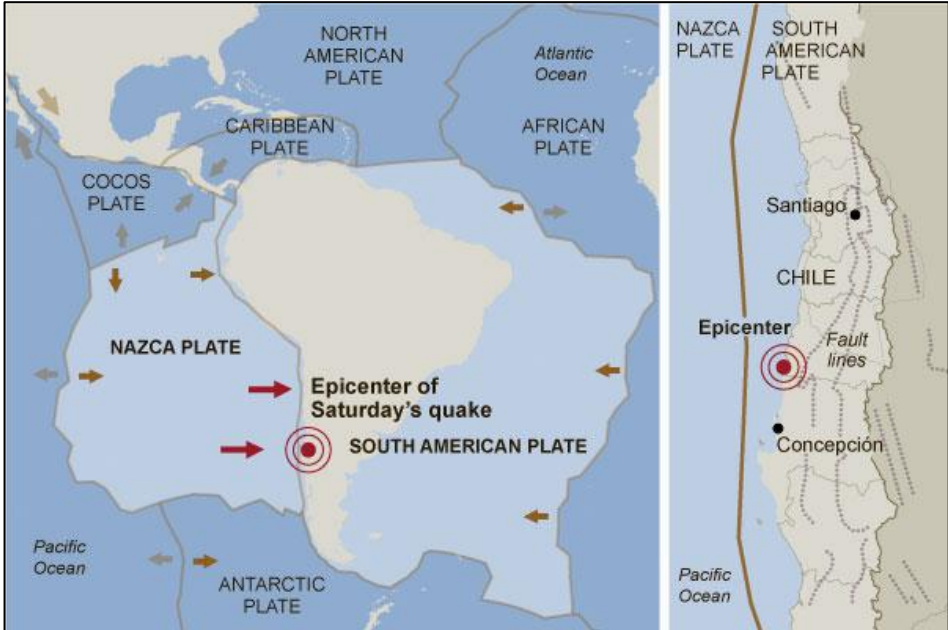 NORTH
AMERICAN
PLATE
Atlantic
Ocean
CARIBBEAN
PLATE
AFRICAN
PLATE
COCOS
PLATE
NAZCA PLATE
Epicenter of
Saturday's quake
SOUTH AMERICAN PLATE
Pacific
Ocean
ANTARCTIC
PLATE
NAZCA
PLATE
SOUTH
AMERICAN
PLATE
Santiago
CHILE
Epicenter
Fault
lines
Concepción
Pacific
Ocean